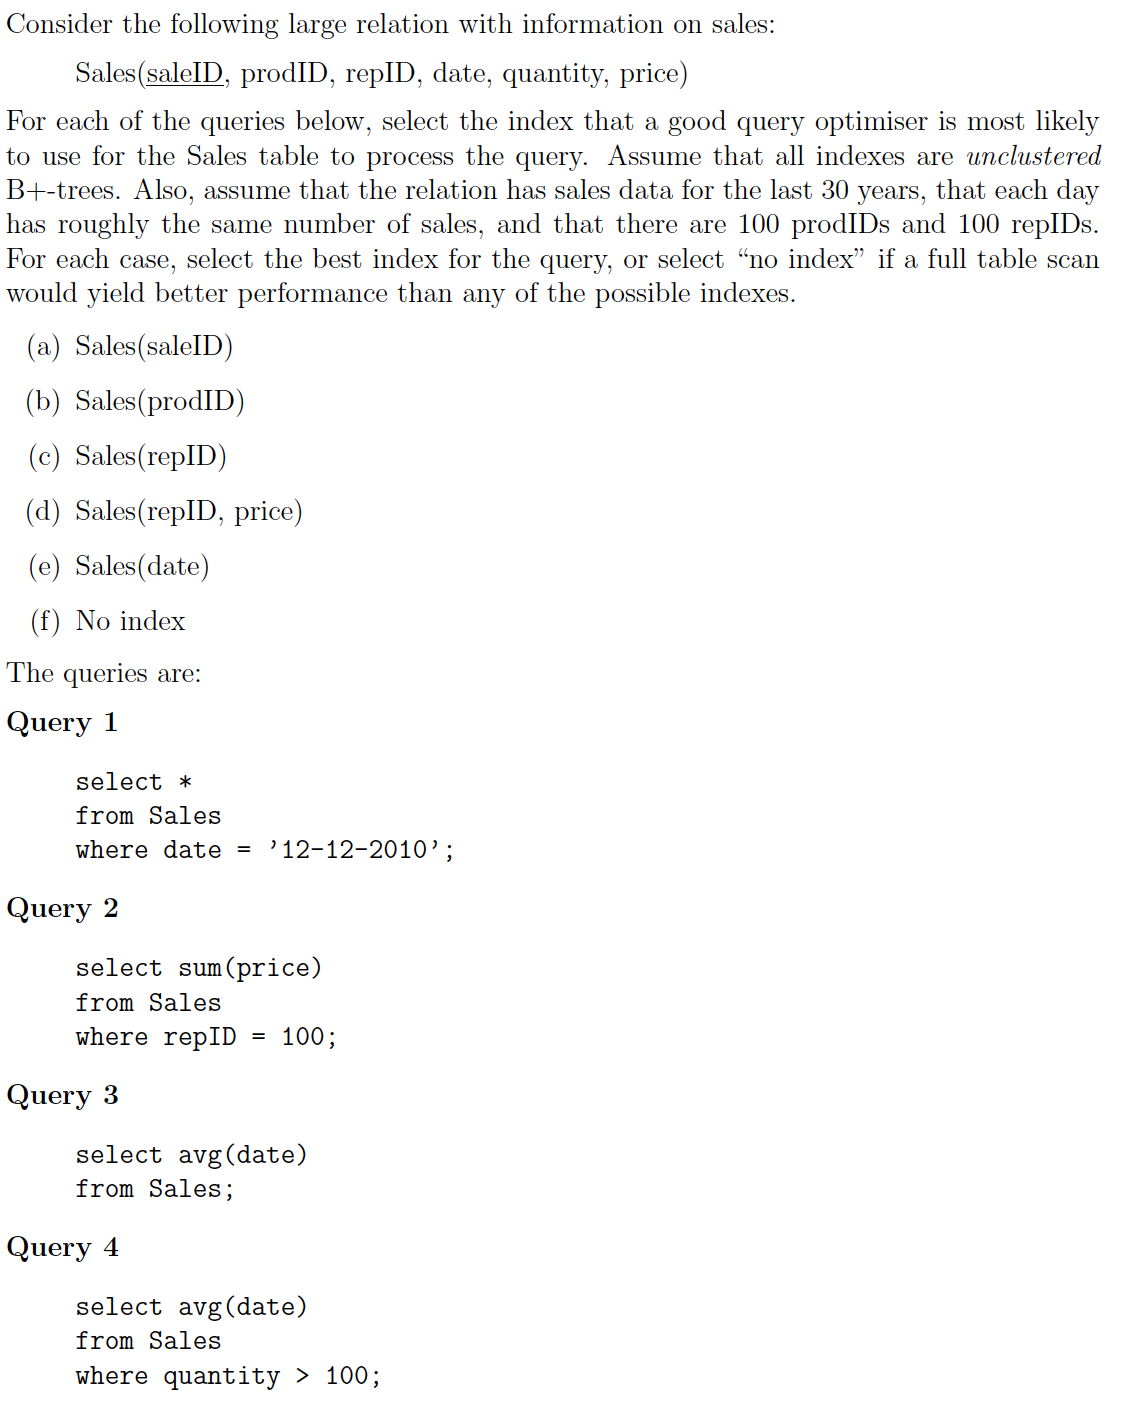 Consider the following large relation with information on sales:
Sales(saleID, prodID, repID, date, quantity, price)
For each of the queries below, select the index that a good query optimiser is most likely
to use for the Sales table to process the query. Assume that all indexes are unclustered
B+-trees. Also, assume that the relation has sales data for the last 30 years, that each day
has roughly the same number of sales, and that there are 100 prodIDs and 100 repIDs.
For each case, select the best index for the query, or select “no index” if a full table scan
would yield better performance than any of the possible indexes.
(a) Sales(saleID)
(b) Sales(prodID)
(c) Sales(repID)
(d) Sales(repID, price)
(e) Sales(date)
(f) No index
The queries are:
Query 1
select *
from Sales
where date = ’12-12-2010’;
Query 2
select sum(price)
from Sales
where repID = 100;
Query 3
select avg(date)
from Sales;
Query 4
select avg(date)
from Sales
where quantity > 100;